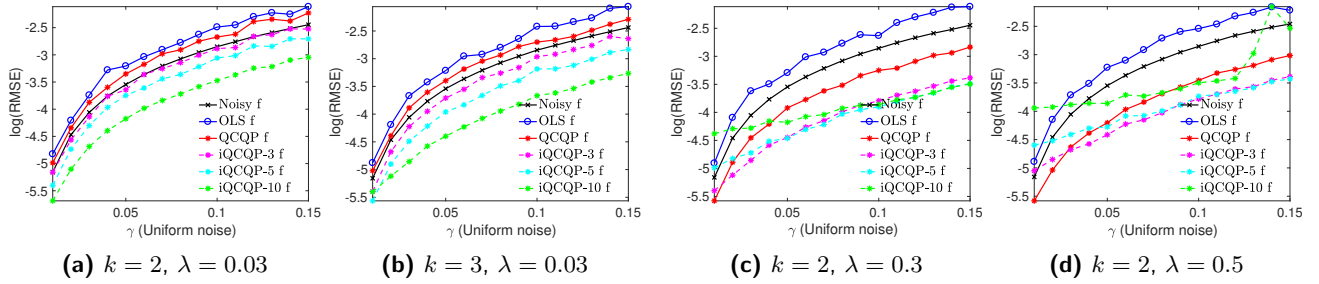 log(RMSE)
-2.5
-3
-3.5
-4
-4.5
-5
-5.5
0.05
0.1
0.15
Noisy f
OLS f
QCQP f
iQCQP-3 f
iQCQP-5 f
iQCQP-10 f
γ (Uniform noise)
(a) k = 2, λ = 0.03
log(RMSE)
-2.5
-3
-3.5
-4
-4.5
-5
-5.5
0.05
0.1
0.15
Noisy f
OLS f
QCQP f
iQCQP-3 f
iQCQP-5 f
iQCQP-10 f
γ (Uniform noise)
(b) k = 3, λ = 0.03
log(RMSE)
-2.5
-3
-3.5
-4
-4.5
-5
-5.5
0.05
0.1
0.15
Noisy f
OLS f
QCQP f
iQCQP-3 f
iQCQP-5 f
iQCQP-10 f
γ (Uniform noise)
(c) k = 2, λ = 0.3
log(RMSE)
-2.5
-3
-3.5
-4
-4.5
-5
-5.5
0.05
0.1
0.15
Noisy f
OLS f
QCQP f
iQCQP-3 f
iQCQP-5 f
iQCQP-10 f
γ (Uniform noise)
(d) k = 2, λ = 0.5